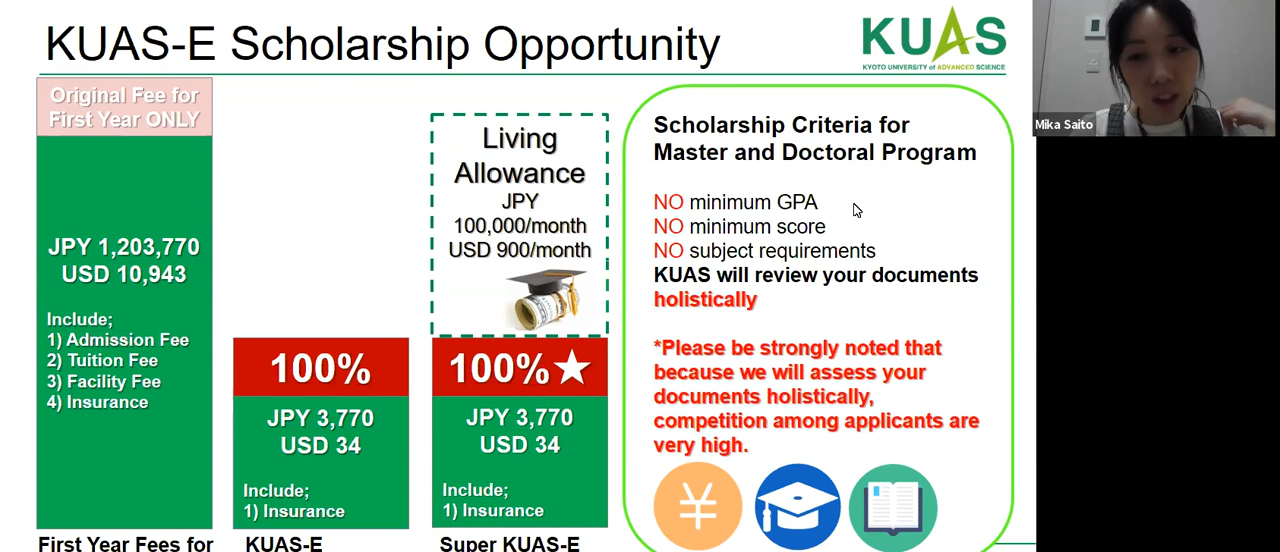 KUAS-E Scholarship Opportunity
KUAS
KYOTO UNIVERSITY of ADVANCED SCIENCE
Mika Saito
Original Fee for
First Year ONLY
JPY 1,203,770
USD 10,943
Include;
1) Admission Fee
2) Tuition Fee
3) Facility Fee
4) Insurance
First Year Fees for
100%
JPY 3,770
USD 34
Include;
1) Insurance
KUAS-E
Living
Allowance
JPY
100,000/month
USD 900/month
100%★
JPY 3,770
USD 34
Include;
1) Insurance
Super KUAS-E
Scholarship Criteria for
Master and Doctoral Program
NO minimum GPA
NO minimum score
NO subject requirements
KUAS will review your documents
holistically
*Please be strongly noted that
because we will assess your
documents holistically,
competition among applicants are
very high.
¥